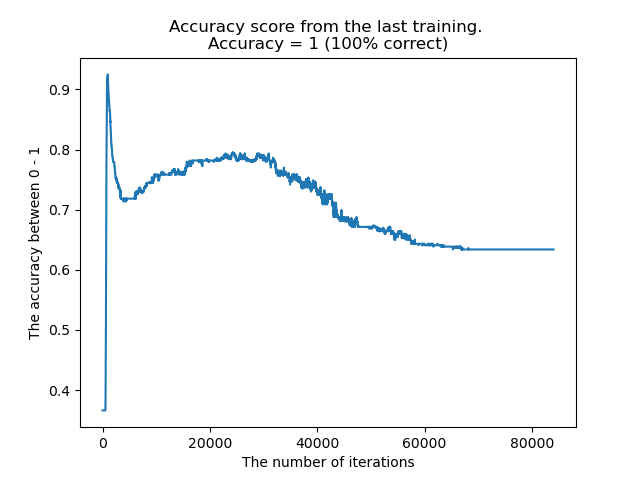 Accuracy score from the last training.
Accuracy = 1 (100% correct)
The accuracy between 0 - 1
0.9
0.8
0.7
0.6
0.5
0.4
0 20000 40000 60000 80000
The number of iterations